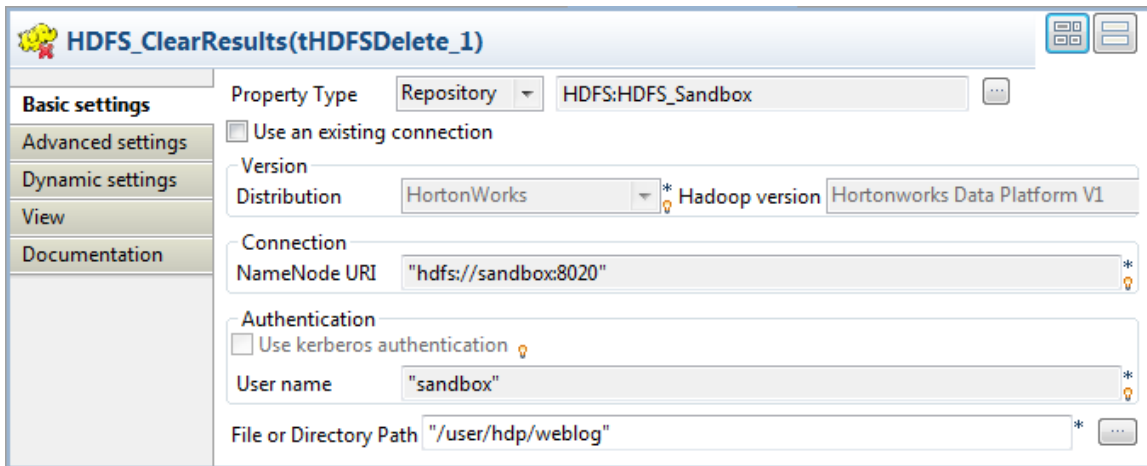 HDFS_ClearResults(tHDFSDelete_1)
Basic settings
Advanced settings
Dynamic settings
View
Documentation
Property Type Repository HDFS:HDFS_Sandbox ...
Use an existing connection
Version
Distribution HortonWorks * Hadoop version Hortonworks Data Platform V1
Connection
NameNode URI "hdfs://sandbox:8020" *
Authentication
Use kerberos authentication
User name "sandbox" *
File or Directory Path "/user/hdp/weblog" * ...